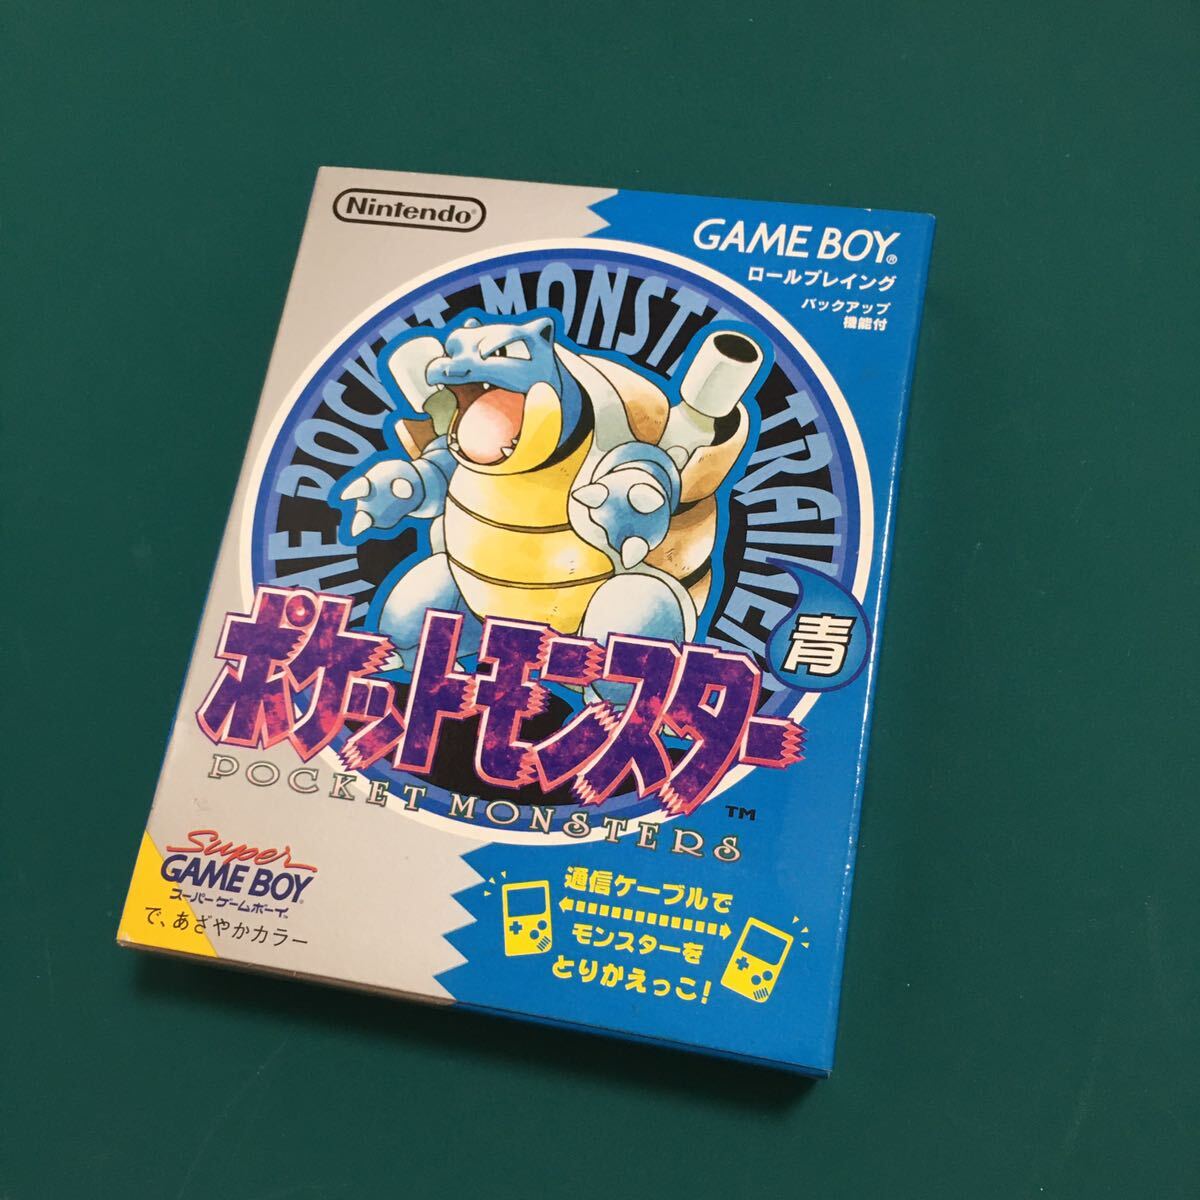 Nintendo®
GAME BOY®
ロールプレイング
バックアップ
機能付
THE POCKET MONSTERS TRAINER
青
ポケットモンスター
POCKET MONSTERS
TM
Super
GAME BOY
スーパーゲームボーイ
で、あざやかカラー
通信ケーブルで
モンスターを
とりかえっこ!